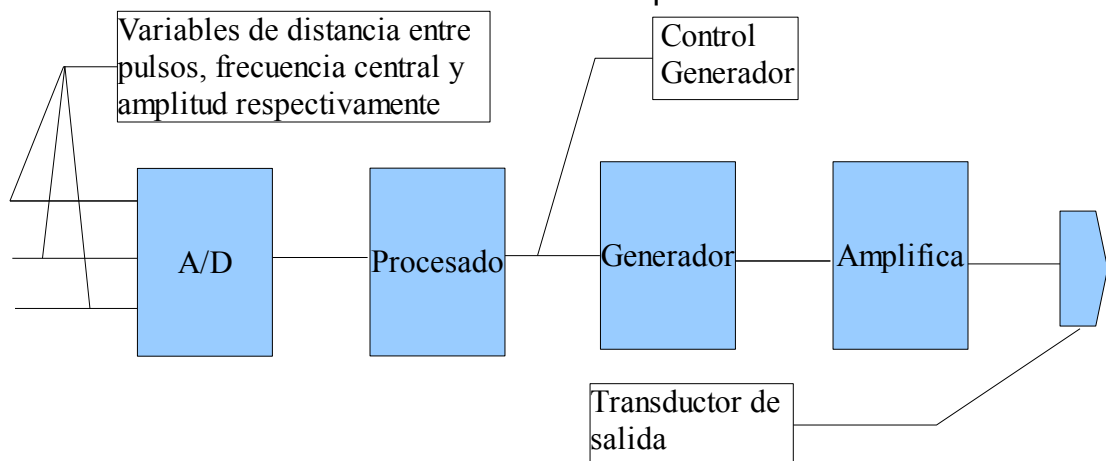 Variables de distancia entre
pulsos, frecuencia central y
amplitud respectivamente
Control
Generador
A/D
Procesado
Generador
Amplifica
Transductor de
salida